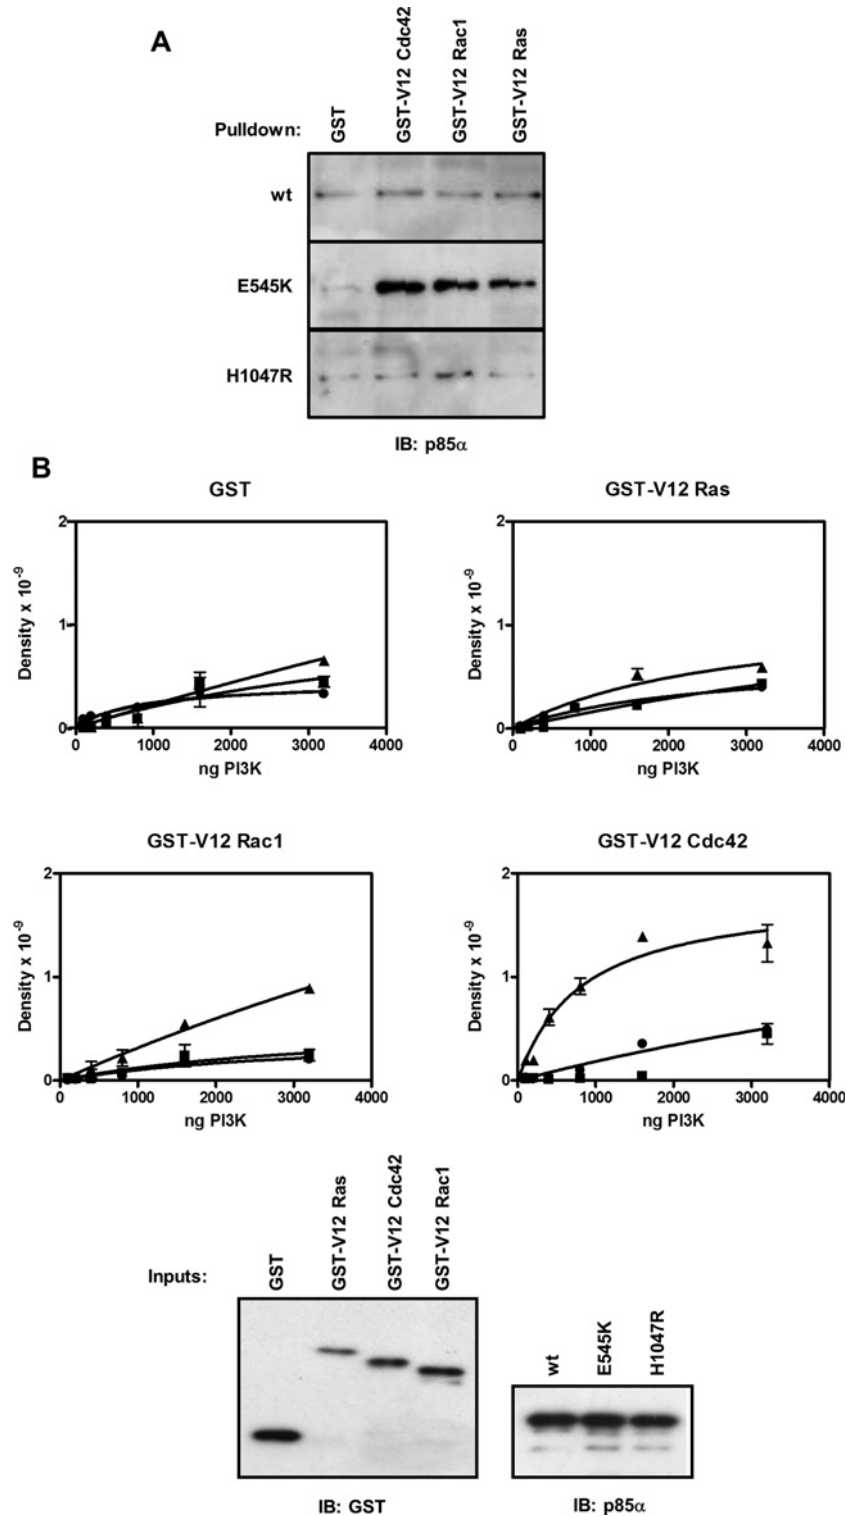 A
Pulldown:
GST
GST-V12 Cdc42
GST-V12 Rac1
GST-V12 Ras
wt
E545K
H1047R
IB: p85α
B
GST
Density x 10⁻⁹
2
1
0
0 1000 2000 3000 4000
ng PI3K
GST-V12 Ras
Density x 10⁻⁹
2
1
0
0 1000 2000 3000 4000
ng PI3K
GST-V12 Rac1
Density x 10⁻⁹
2
1
0
0 1000 2000 3000 4000
ng PI3K
GST-V12 Cdc42
Density x 10⁻⁹
2
1
0
0 1000 2000 3000 4000
ng PI3K
Inputs:
GST
GST-V12 Ras
GST-V12 Cdc42
GST-V12 Rac1
IB: GST
wt
E545K
H1047R
IB: p85α